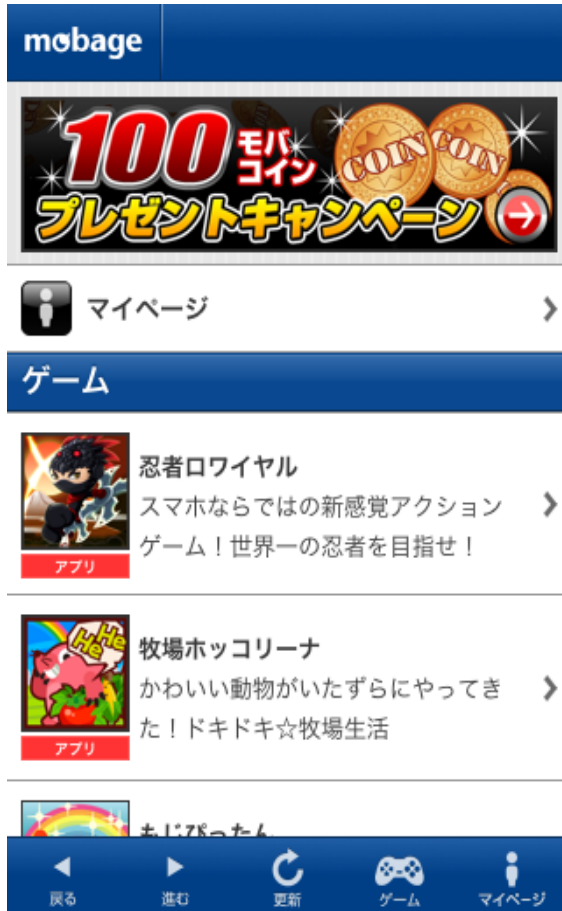 mobage
100
モバ
コイン
COIN
COIN
プレゼントキャンペーン
マイページ
ゲーム
忍者ロワイヤル
スマホならではの新感覚アクション
ゲーム！世界一の忍者を目指せ！
アプリ
He
He
牧場ホッコリーナ
かわいい動物がいたずらにやってき
た！ドキドキ☆牧場生活
アプリ
もじぴったん
戻る
進む
更新
ゲーム
マイページ